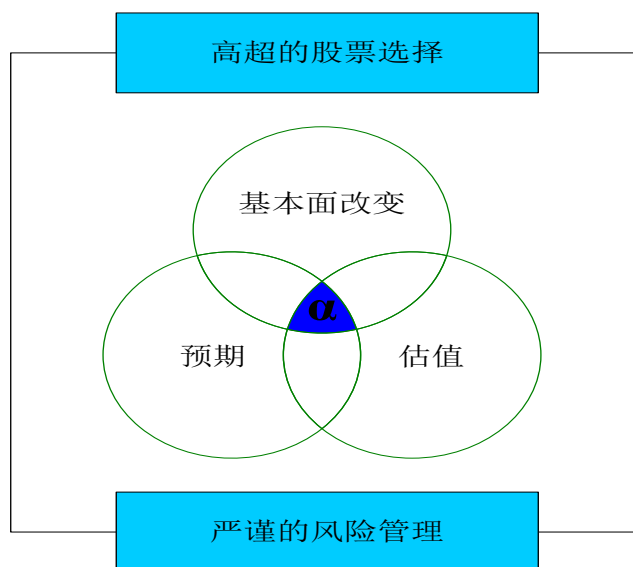 高超的股票选择
基本面改变
α
预期
估值
严谨的风险管理